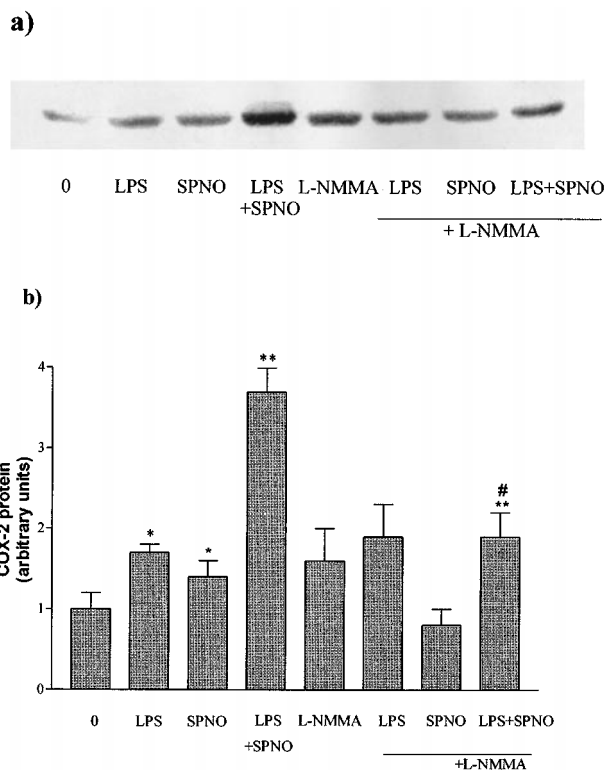 a)
0 LPS SPNO LPS L-NMMA LPS SPNO LPS+SPNO
+SPNO
+ L-NMMA
b)
COX-2 protein
(arbitrary units)
4
3
2
1
0
*
*
**
#
**
0 LPS SPNO LPS L-NMMA LPS SPNO LPS+SPNO
+SPNO
+L-NMMA